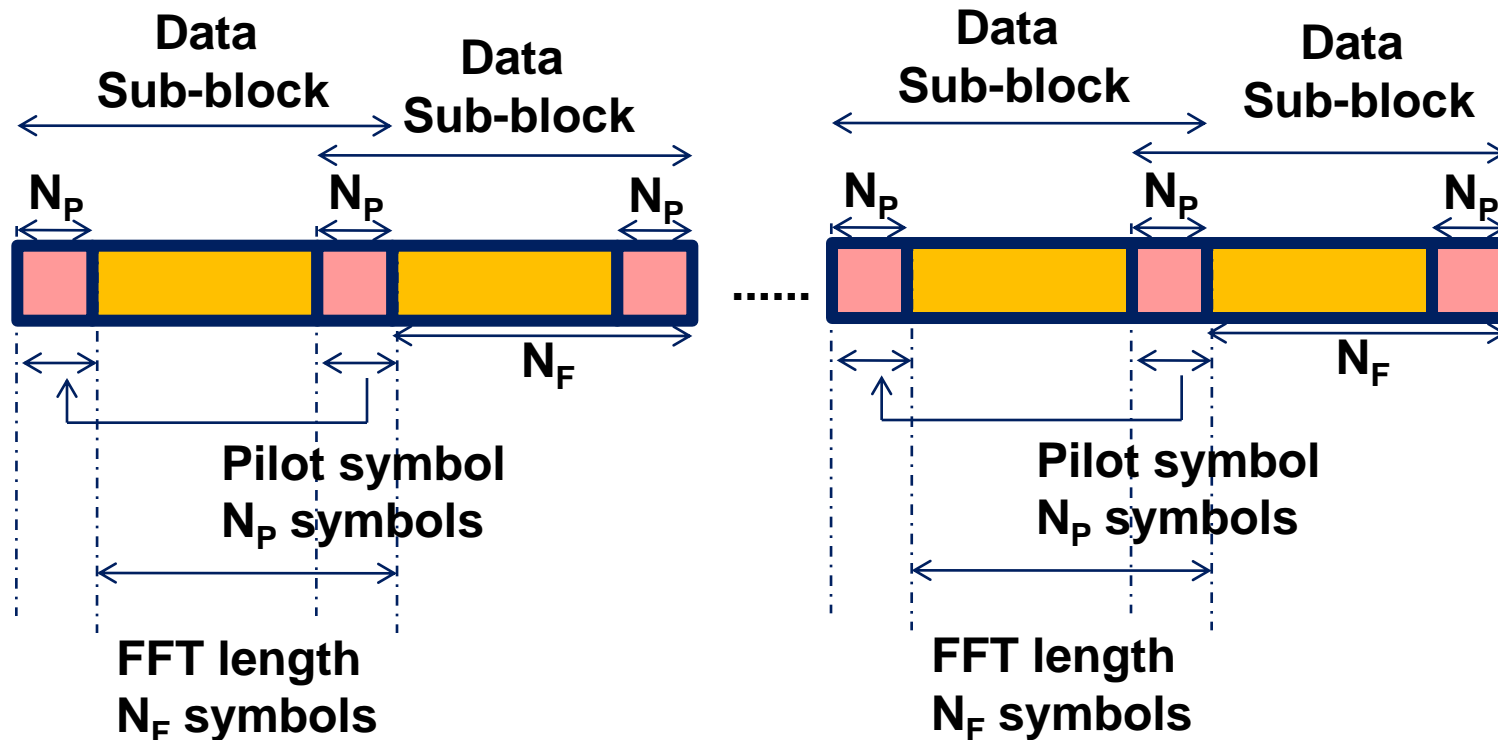 Data
Sub-block
Data
Sub-block
Data
Sub-block
Data
Sub-block
N_P
N_P
N_P
N_P
N_P
N_P
......
N_F
N_F
Pilot symbol
N_P symbols
Pilot symbol
N_P symbols
FFT length
N_F symbols
FFT length
N_F symbols